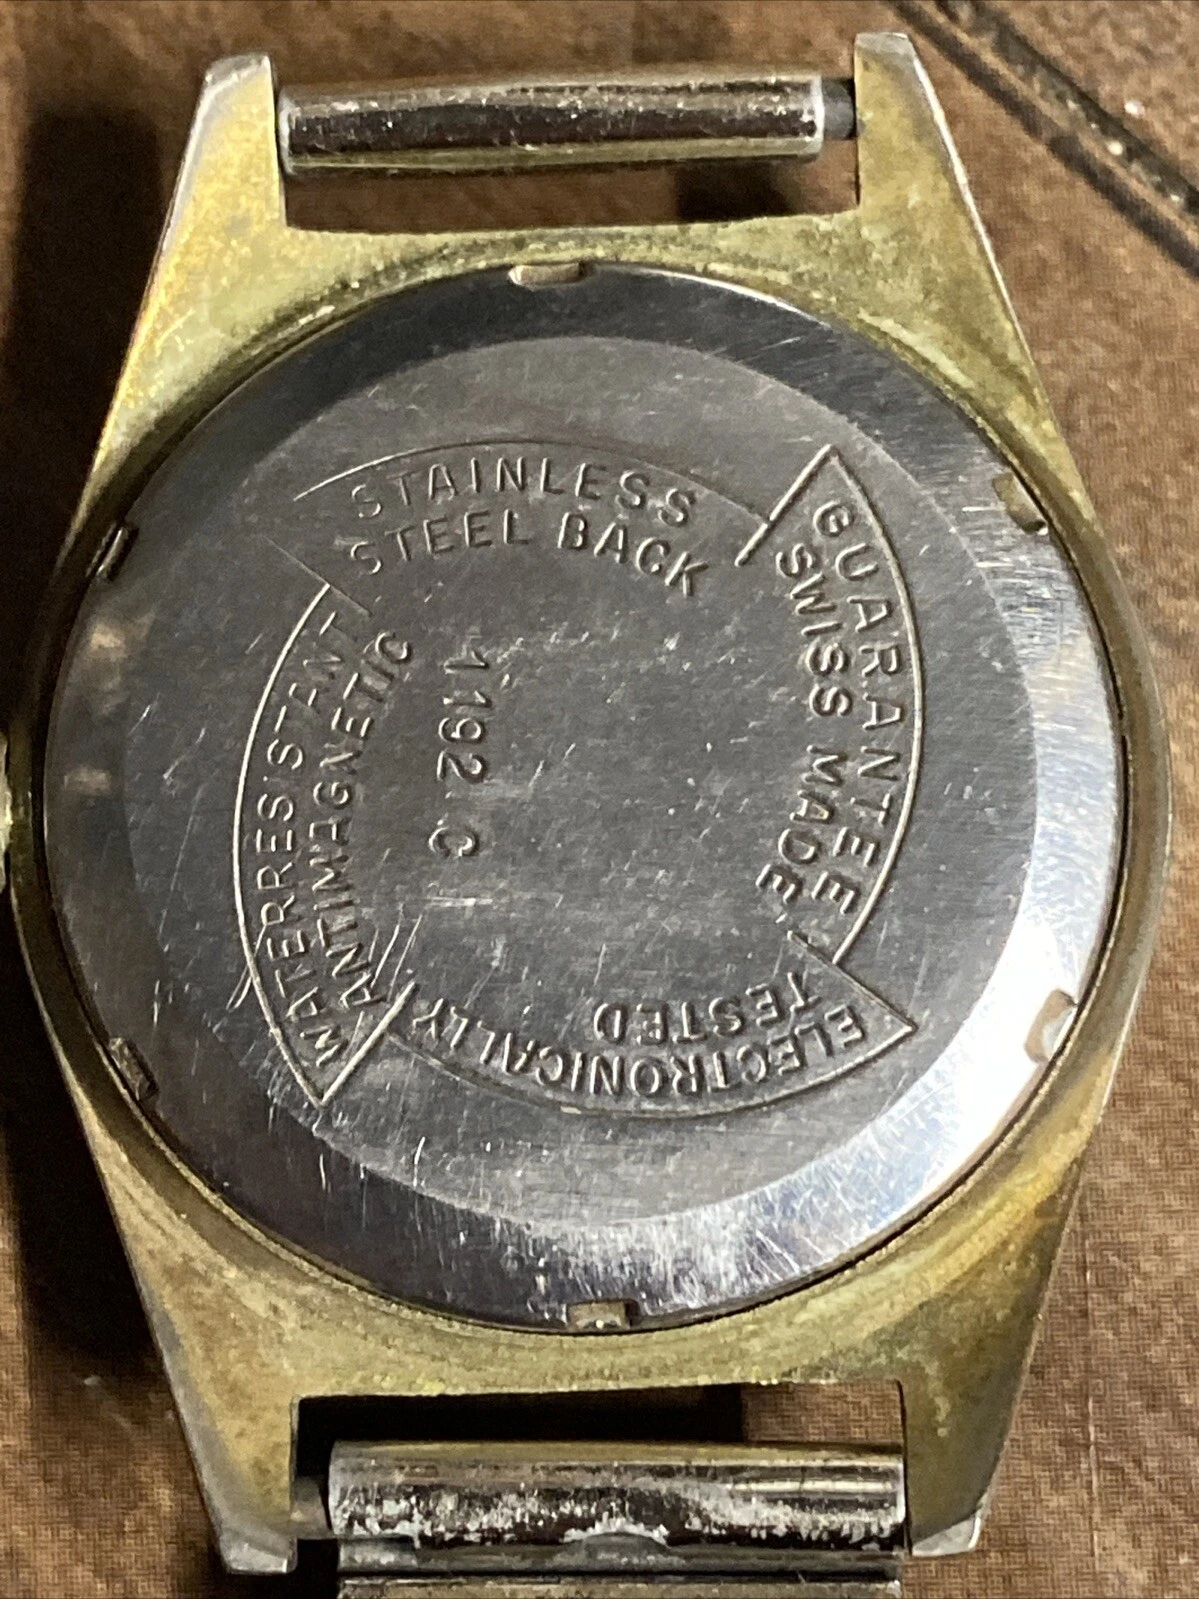 STAINLESS
STEEL BACK
GUARANTEE
SWISS MADE
ELECTRONICALLY
TESTED
WATERRESISTANT
ANTIMAGNETIC
1192 C